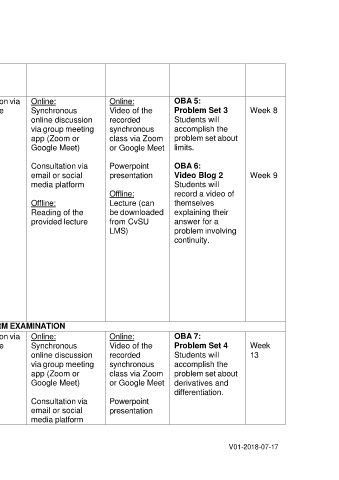 on via
e
Online:
Synchronous
online discussion
via group meeting
app (Zoom or
Google Meet)
Consultation via
email or social
media platform
Offline:
Reading of the
provided lecture
Online:
Video of the
recorded
synchronous
class via Zoom
or Google Meet
Powerpoint
presentation
Offline:
Lecture (can
be downloaded
from CvSU
LMS)
OBA 5:
Problem Set 3
Students will
accomplish the
problem set about
limits.
OBA 6:
Video Blog 2
Students will
record a video of
themselves
explaining their
answer for a
problem involving
continuity.
Week 8
Week 9
RM EXAMINATION
on via
e
Online:
Synchronous
online discussion
via group meeting
app (Zoom or
Google Meet)
Consultation via
email or social
media platform
Online:
Video of the
recorded
synchronous
class via Zoom
or Google Meet
Powerpoint
presentation
OBA 7:
Problem Set 4
Students will
accomplish the
problem set about
derivatives and
differentiation.
Week
13
V01-2018-07-17